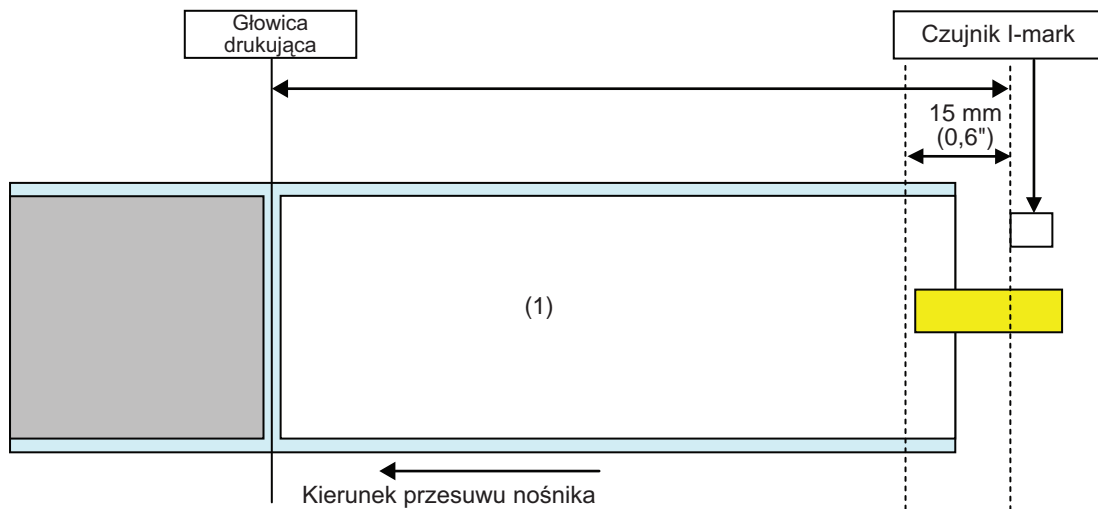 Głowica
drukująca
Czujnik I-mark
15 mm
(0,6")
(1)
Kierunek przesuwu nośnika